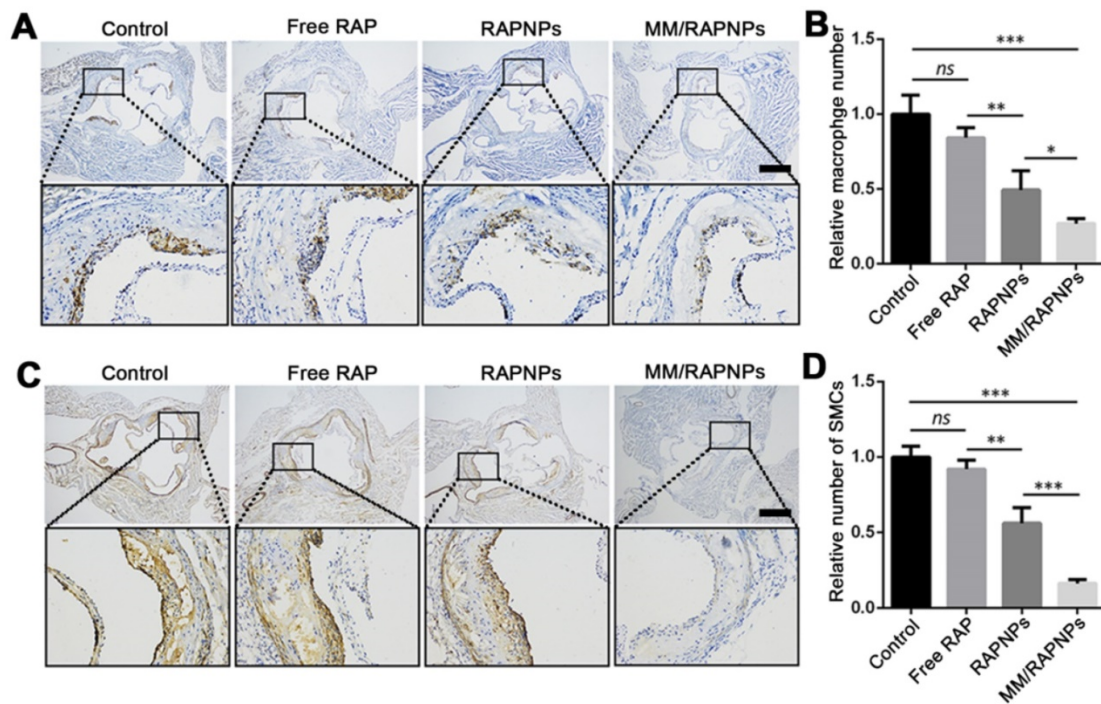 A
Control
Free RAP
RAPNPs
MM/RAPNPs
B
Relative macrophge number
1.5
1.0
0.5
0.0
***
ns
**
*
Control
Free RAP
RAPNPs
MM/RAPNPs
C
Control
Free RAP
RAPNPs
MM/RAPNPs
D
Relative number of SMCs
1.5
1.0
0.5
0.0
***
ns
**
***
Control
Free RAP
RAPNPs
MM/RAPNPs